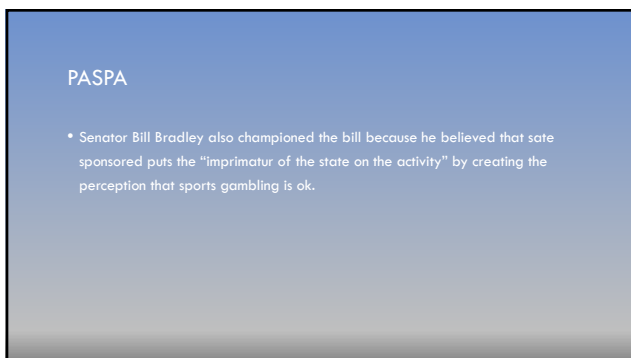 PASPA
• Senator Bill Bradley also championed the bill because he believed that sate
sponsored puts the “imprimatur of the state on the activity” by creating the
perception that sports gambling is ok.